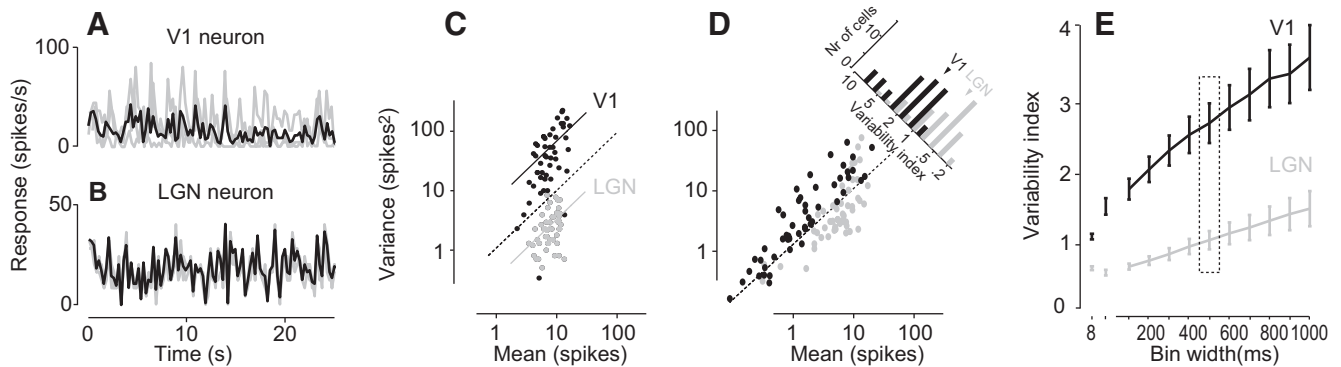 A
V1 neuron
100
0
Response (spikes/s)
B
LGN neuron
50
0
0
10
20
Time (s)
C
Variance (spikes²)
100
10
1
V1
LGN
1
10
100
Mean (spikes)
D
Nr of cells
10
0
10
5
2
1
.5
.2
Variability index
V1
LGN
100
10
1
1
10
100
Mean (spikes)
E
Variability index
4
3
2
1
0
V1
LGN
8
200
400
600
800
1000
Bin width(ms)